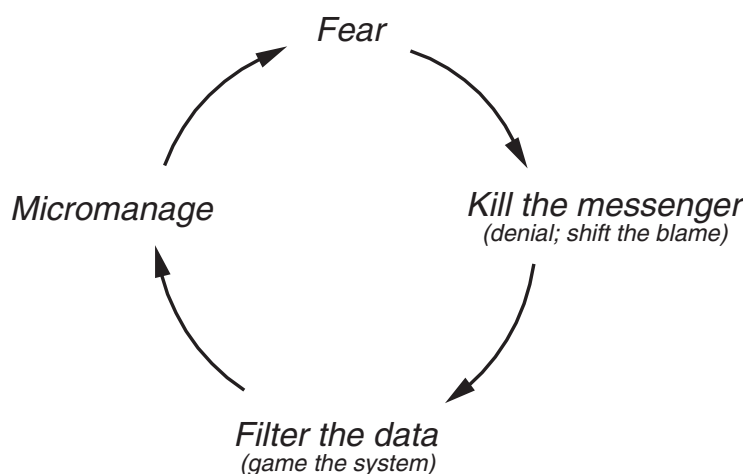 Fear
Micromanage
Kill the messenger
(denial; shift the blame)
Filter the data
(game the system)